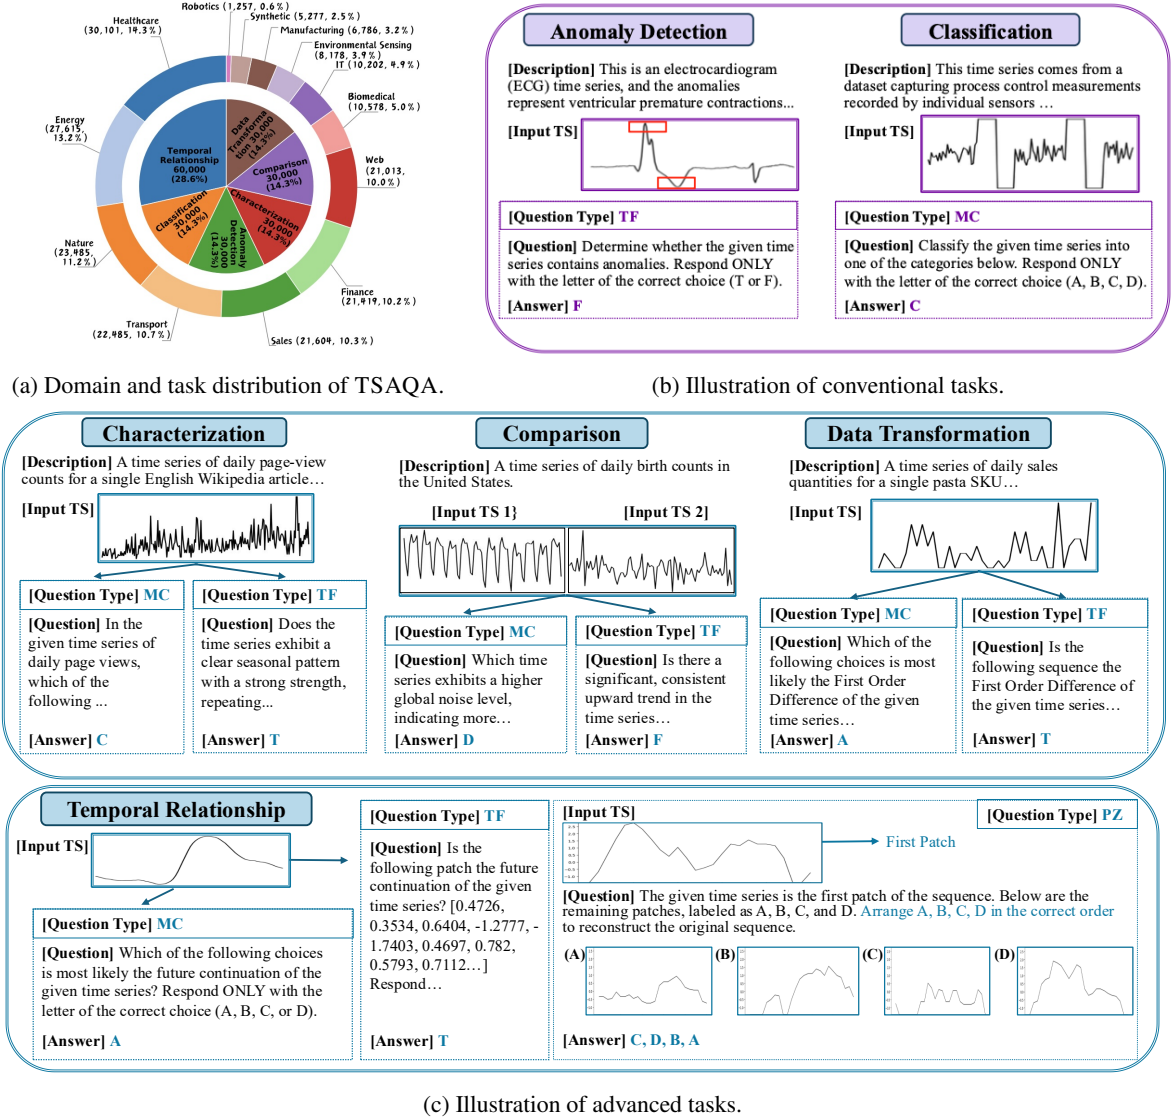 Robotics (1,257, 0.6%)
Synthetic (5,277, 2.5%)
Manufacturing (6,786, 3.2%)
Environmental Sensing
(8,178, 3.9%)
IT (10,202, 4.9%)
Biomedical
(10,578, 5.0%)
Web
(21,013,
10.0%)
Finance
(21,419,10.2%)
Sales (21,604, 10.3%)
Transport
(22,485, 10.7%)
Nature
(23,485,
11.2%)
Energy
(27,615,
13.2%)
Healthcare
(30,101, 14.3%)
Data
Transforma
tion 30,000
(14.3%)
Comparison
30,000
(14.3%)
Characterization
30,000
(14.3%)
Anomaly
Detection
30,000
(14.3%)
Classification
30,000
(14.3%)
Temporal
Relationship
60,000
(28.6%)
(a) Domain and task distribution of TSAQA.
Anomaly Detection
[Description] This is an electrocardiogram
(ECG) time series, and the anomalies
represent ventricular premature contractions...
[Input TS]
[Question Type] TF
[Question] Determine whether the given time
series contains anomalies. Respond ONLY
with the letter of the correct choice (T or F).
[Answer] F
Classification
[Description] This time series comes from a
dataset capturing process control measurements
recorded by individual sensors …
[Input TS]
[Question Type] MC
[Question] Classify the given time series into
one of the categories below. Respond ONLY
with the letter of the correct choice (A, B, C, D).
[Answer] C
(b) Illustration of conventional tasks.
Characterization
[Description] A time series of daily page-view
counts for a single English Wikipedia article…
[Input TS]
[Question Type] MC
[Question] In the
given time series of
daily page views,
which of the
following ...
[Answer] C
[Question Type] TF
[Question] Does the
time series exhibit a
clear seasonal pattern
with a strong strength,
repeating...
[Answer] T
Comparison
[Description] A time series of daily birth counts in
the United States.
[Input TS 1}
[Input TS 2]
[Question Type] MC
[Question] Which time
series exhibits a higher
global noise level,
indicating more…
[Answer] D
[Question Type] TF
[Question] Is there a
significant, consistent
upward trend in the
time series…
[Answer] F
Data Transformation
[Description] A time series of daily sales
quantities for a single pasta SKU…
[Input TS]
[Question Type] MC
[Question] Which of the
following choices is most
likely the First Order
Difference of the given
time series…
[Answer] A
[Question Type] TF
[Question] Is the
following sequence the
First Order Difference of
the given time series…
[Answer] T
Temporal Relationship
[Input TS]
[Question Type] MC
[Question] Which of the following choices
is most likely the future continuation of the
given time series? Respond ONLY with the
letter of the correct choice (A, B, C, or D).
[Answer] A
[Question Type] TF
[Question] Is the
following patch the future
continuation of the given
time series? [0.4726,
0.3534, 0.6404, -1.2777, -
1.7403, 0.4697, 0.782,
0.5793, 0.7112…]
Respond…
[Answer] T
[Input TS]
[Question Type] PZ
First Patch
[Question] The given time series is the first patch of the sequence. Below are the
remaining patches, labeled as A, B, C, and D. Arrange A, B, C, D in the correct order
to reconstruct the original sequence.
(A)
(B)
(C)
(D)
[Answer] C, D, B, A
(c) Illustration of advanced tasks.